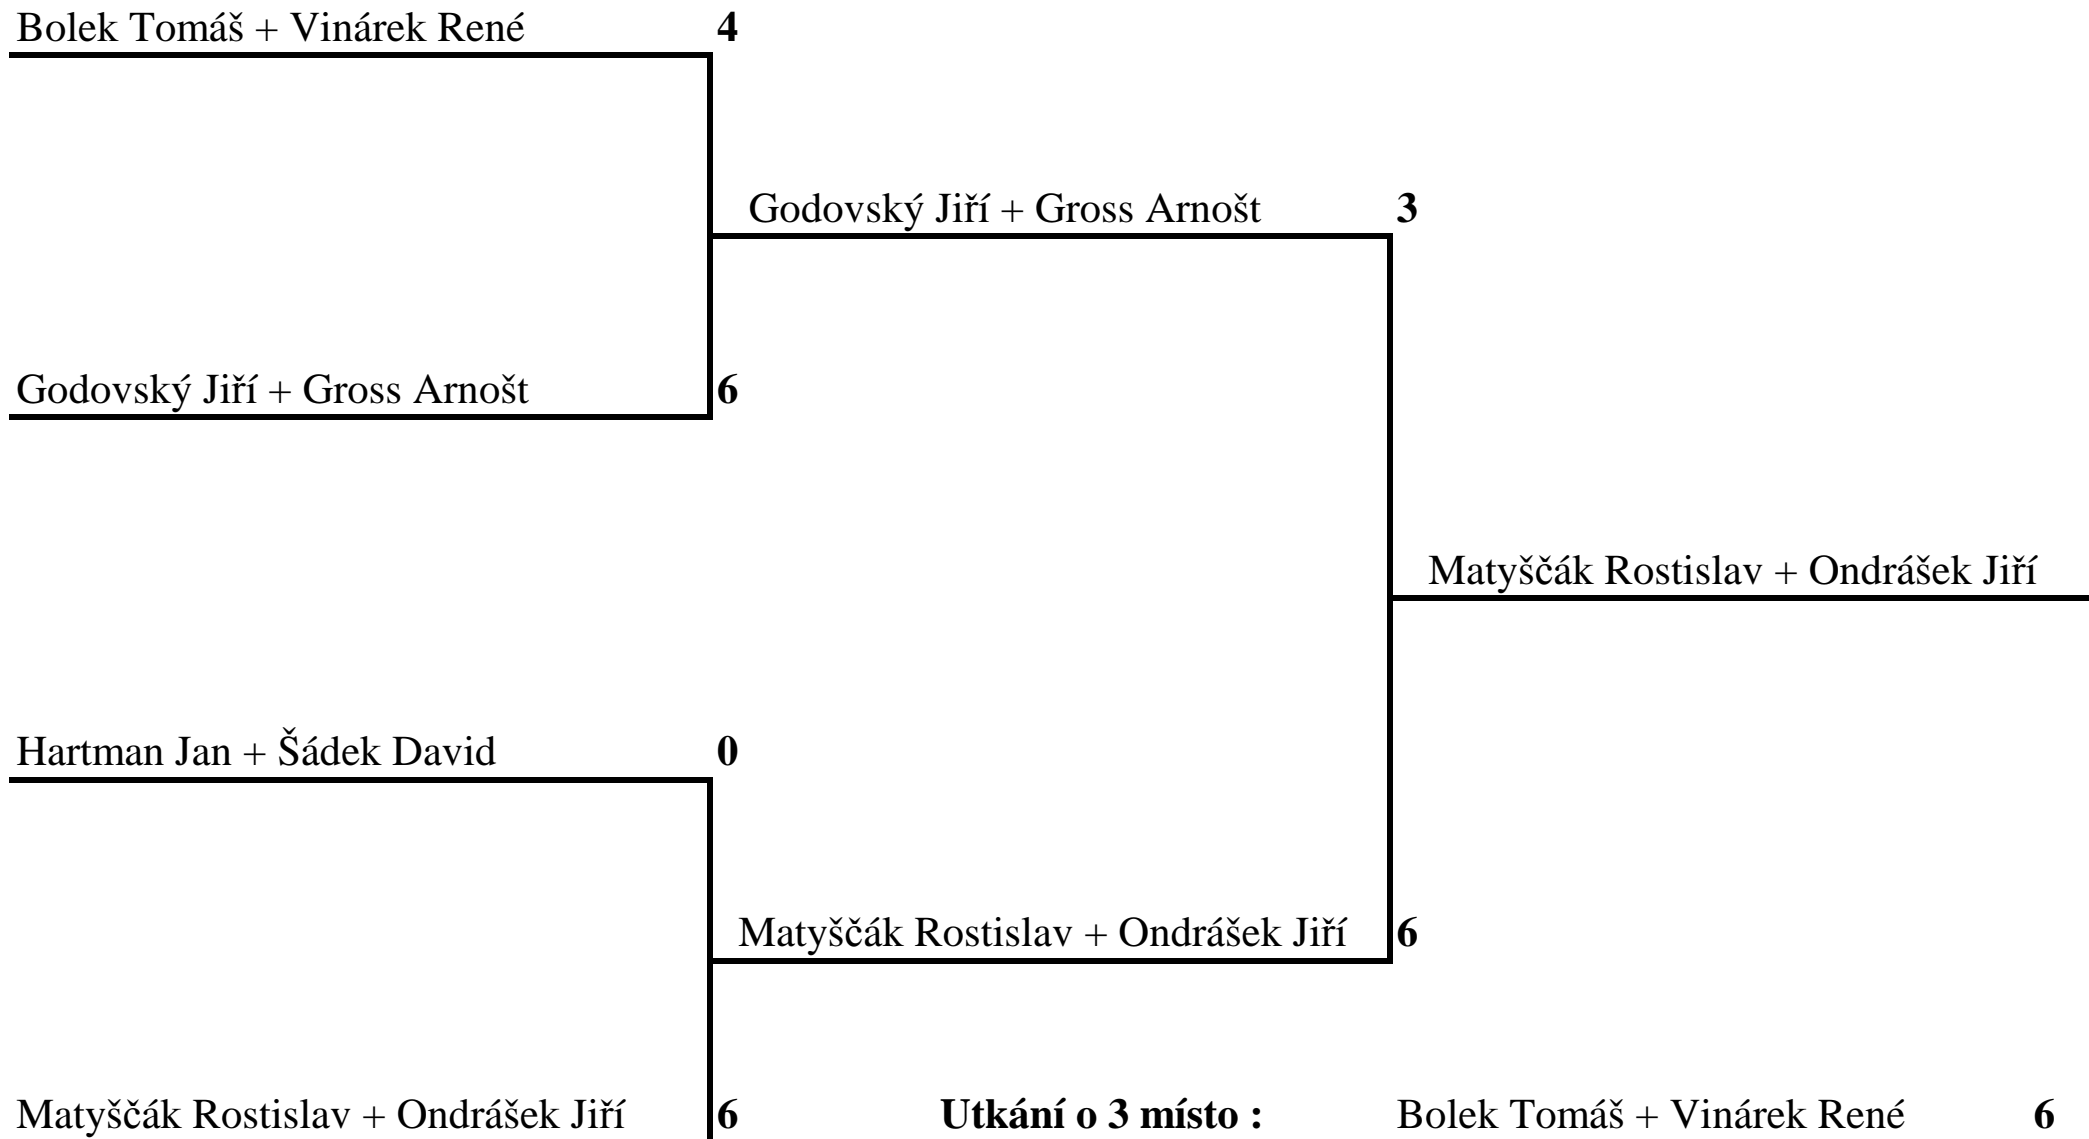 Bolek Tomáš + Vinárek René 4
Godovský Jiří + Gross Arnošt 3
Godovský Jiří + Gross Arnošt 6
Matyščák Rostislav + Ondrášek Jiří
Hartman Jan + Šádek David 0
Matyščák Rostislav + Ondrášek Jiří 6
Matyščák Rostislav + Ondrášek Jiří 6 Utkání o 3 místo : Bolek Tomáš + Vinárek René 6